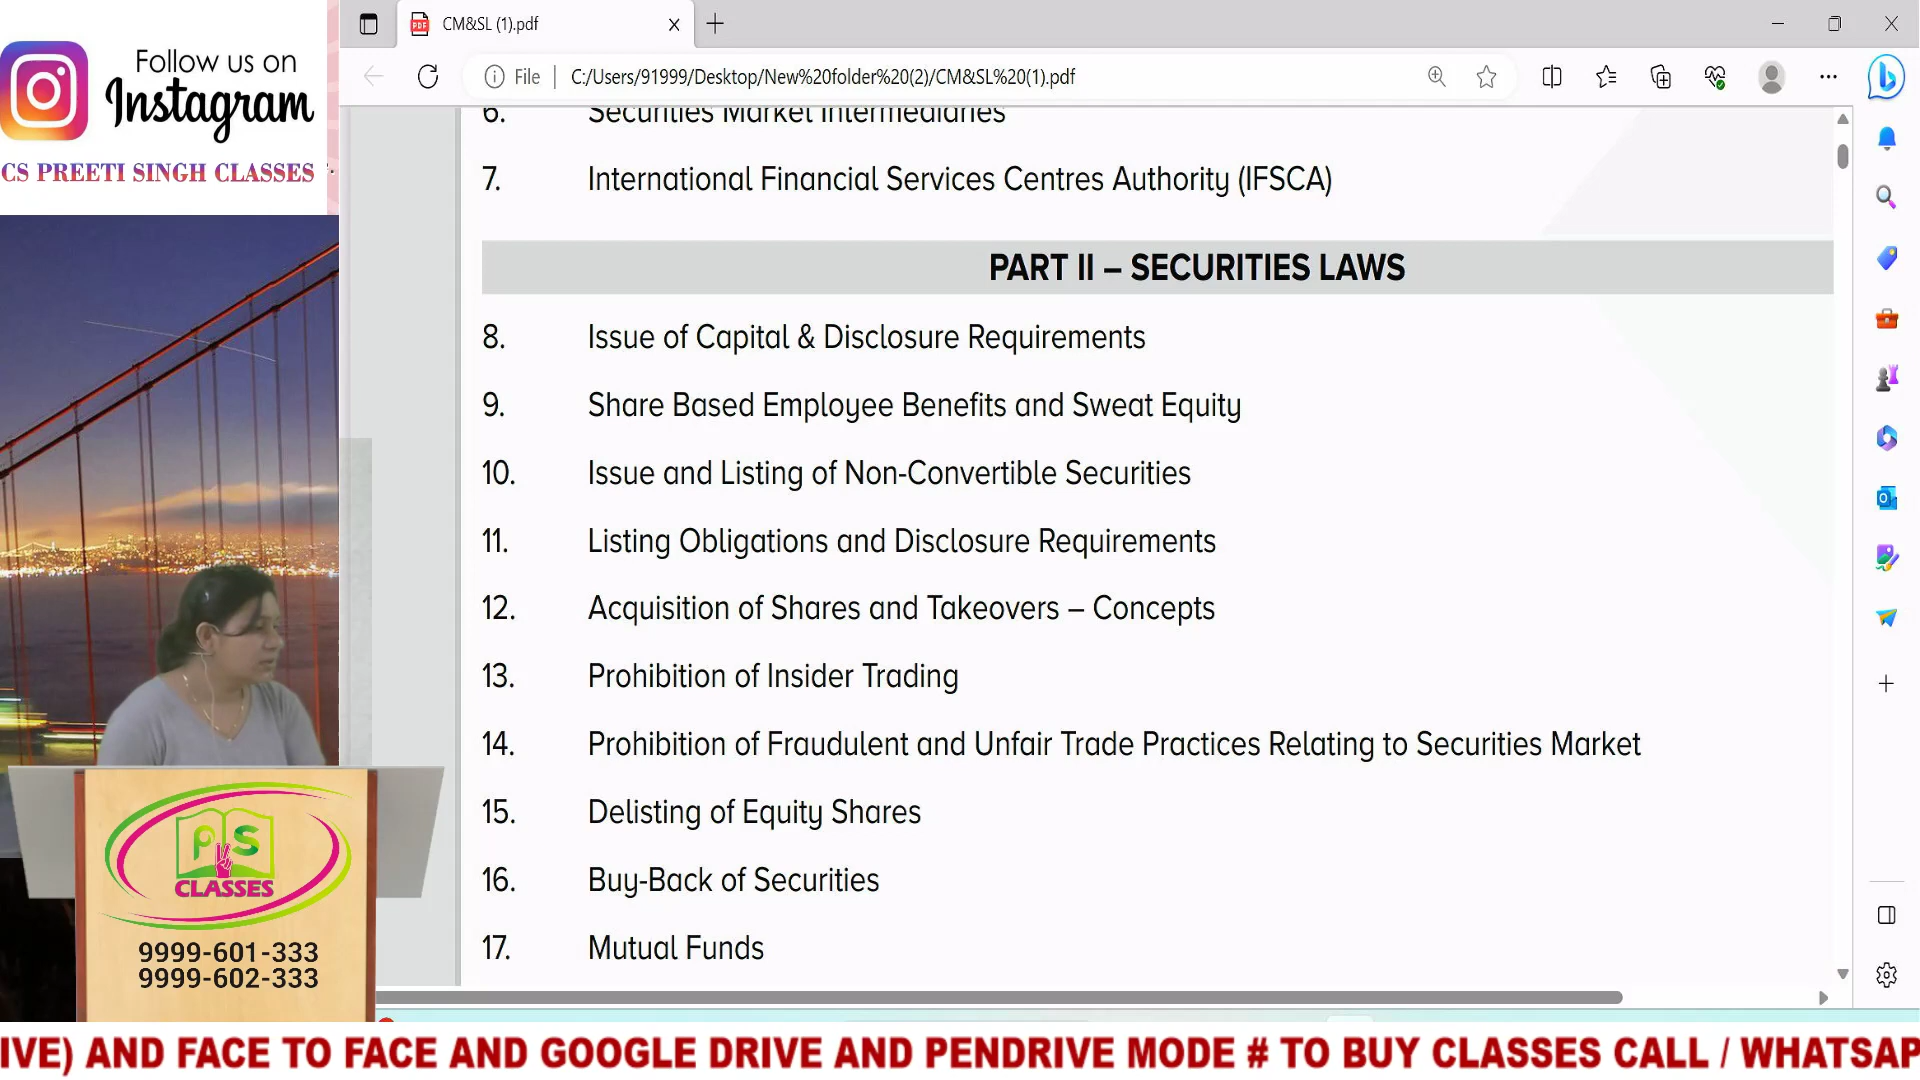 Follow us on
Instagram
CS PREETI SINGH CLASSES
CM&SL (1).pdf
File
C:/Users/91999/Desktop/New%20folder%20(2)/CM&SL%20(1).pdf
6. Securities Market Intermediaries
7. International Financial Services Centres Authority (IFSCA)
PART II – SECURITIES LAWS
8. Issue of Capital & Disclosure Requirements
9. Share Based Employee Benefits and Sweat Equity
10. Issue and Listing of Non-Convertible Securities
11. Listing Obligations and Disclosure Requirements
12. Acquisition of Shares and Takeovers – Concepts
13. Prohibition of Insider Trading
14. Prohibition of Fraudulent and Unfair Trade Practices Relating to Securities Market
15. Delisting of Equity Shares
16. Buy-Back of Securities
17. Mutual Funds
PS
CLASSES
9999-601-333
9999-602-333
IVE) AND FACE TO FACE AND GOOGLE DRIVE AND PENDRIVE MODE # TO BUY CLASSES CALL / WHATSAP